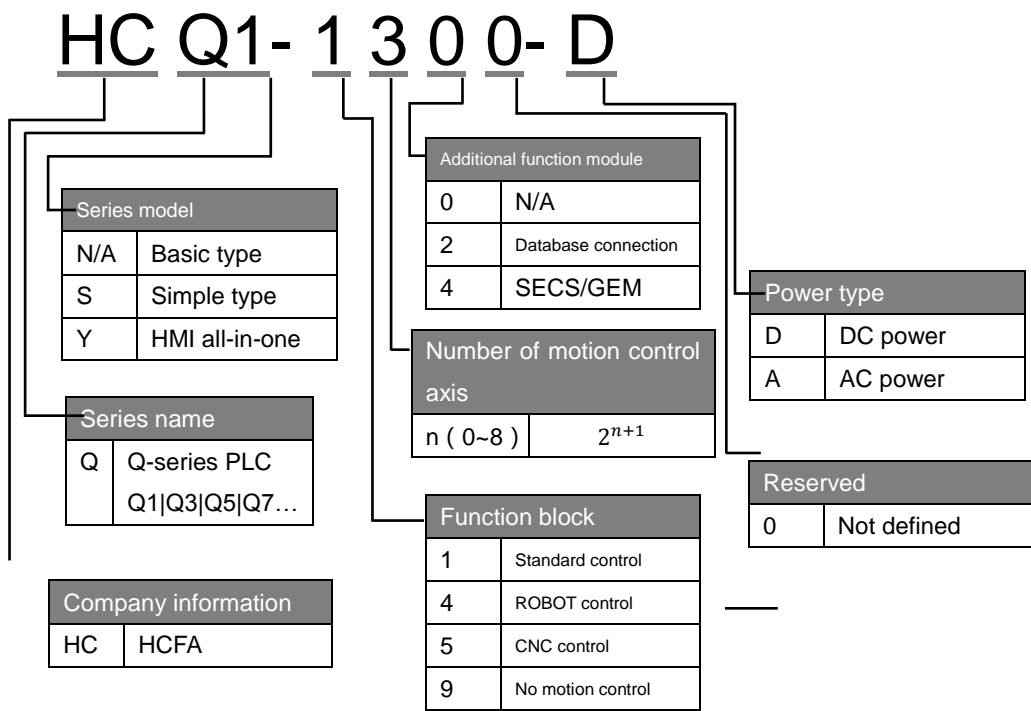 HC Q1- 1 3 0 0- D
Series model
N/A Basic type
S Simple type
Y HMI all-in-one
Series name
Q Q-series PLC
Q1|Q3|Q5|Q7…
Company information
HC HCFA
Additional function module
0 N/A
2 Database connection
4 SECS/GEM
Number of motion control
axis
n ( 0~8 ) 2^{n+1}
Function block
1 Standard control
4 ROBOT control
5 CNC control
9 No motion control
Power type
D DC power
A AC power
Reserved
0 Not defined